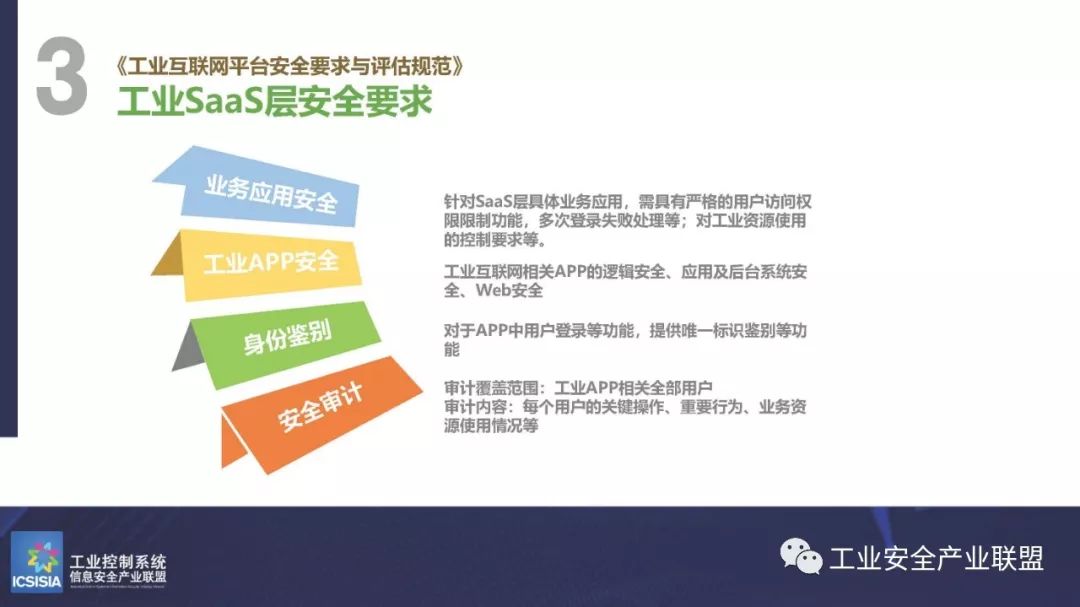 3
《工业互联网平台安全要求与评估规范》
工业SaaS层安全要求
业务应用安全
针对SaaS层具体业务应用，需具有严格的用户访问权
限限制功能，多次登录失败处理等；对工业资源使用
的控制要求等。
工业APP安全
工业互联网相关APP的逻辑安全、应用及后台系统安
全、Web安全
身份鉴别
对于APP中用户登录等功能，提供唯一标识鉴别等功
能
安全审计
审计覆盖范围：工业APP相关全部用户
审计内容：每个用户的关键操作、重要行为、业务资
源使用情况等
ICSISIA
工业控制系统
信息安全产业联盟
工业安全产业联盟